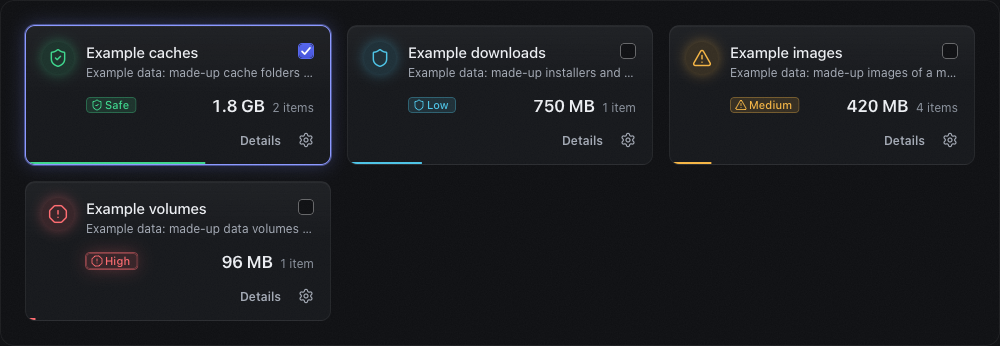 Example caches
Example data: made-up cache folders ...
Safe
1.8 GB 2 items
Details
Example downloads
Example data: made-up installers and ...
Low
750 MB 1 item
Details
Example images
Example data: made-up images of a m...
Medium
420 MB 4 items
Details
Example volumes
Example data: made-up data volumes ...
High
96 MB 1 item
Details